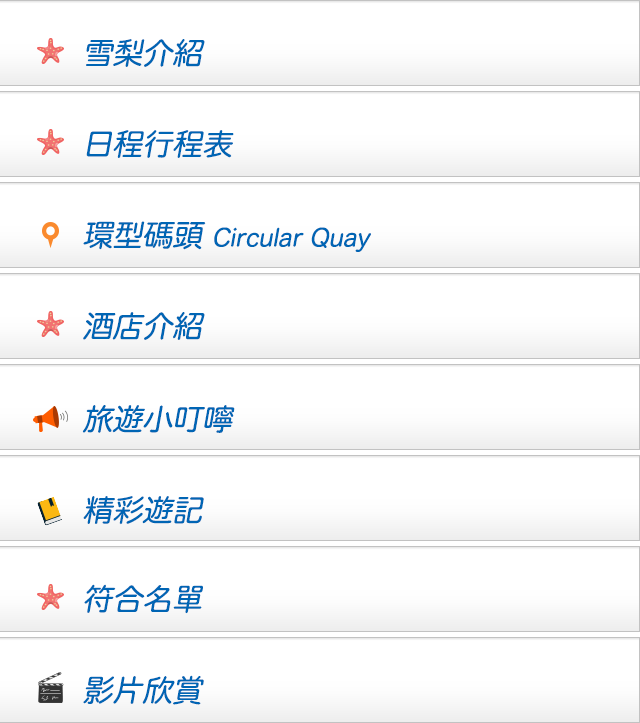 雪梨介紹
日程行程表
環型碼頭 Circular Quay
酒店介紹
旅遊小叮嚀
精彩遊記
符合名單
影片欣賞